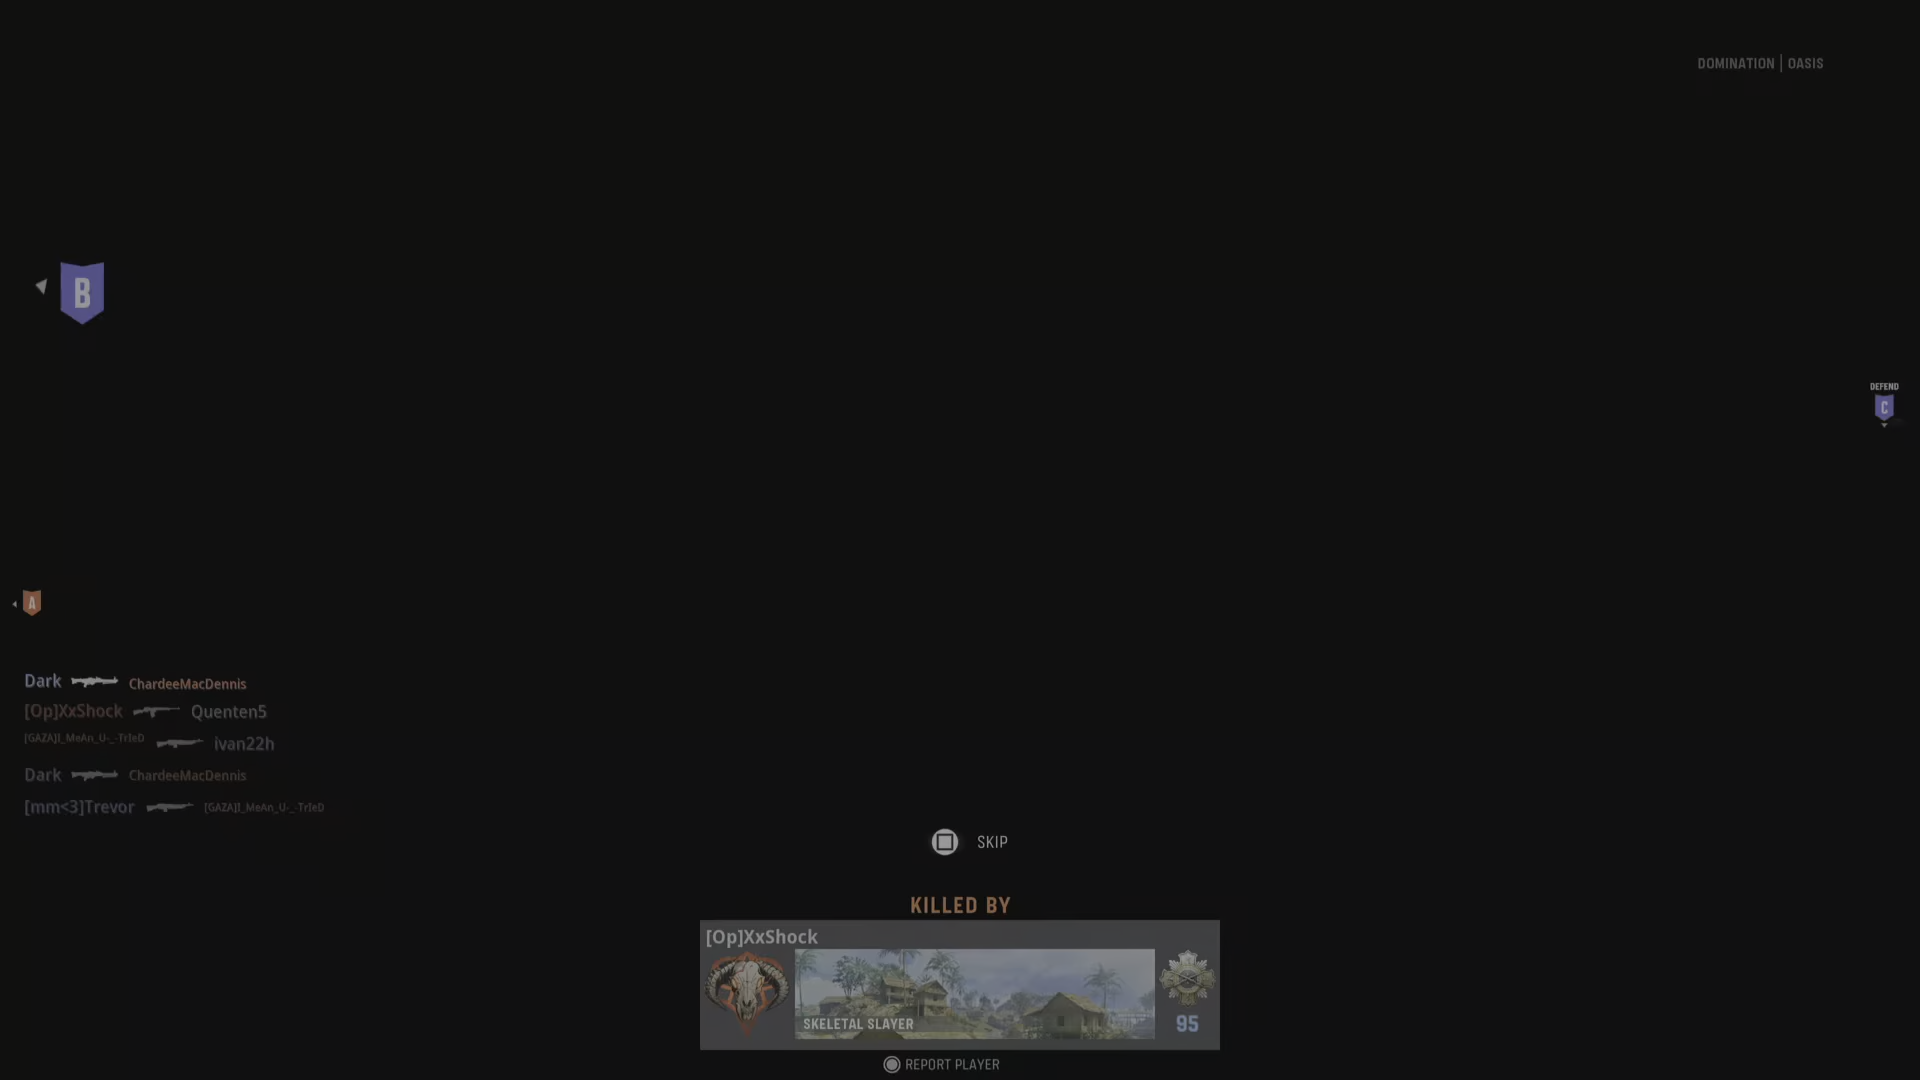 DOMINATION | OASIS
B
DEFEND
C
A
Dark ChardeeMacDennis
[Op]XxShock Quenten5
[GAZA]I_MeAn_U-_-TrIeD ivan22h
Dark ChardeeMacDennis
[mm<3]Trevor [GAZA]I_MeAn_U-_-TrIeD
SKIP
KILLED BY
[Op]XxShock
SKELETAL SLAYER
95
REPORT PLAYER